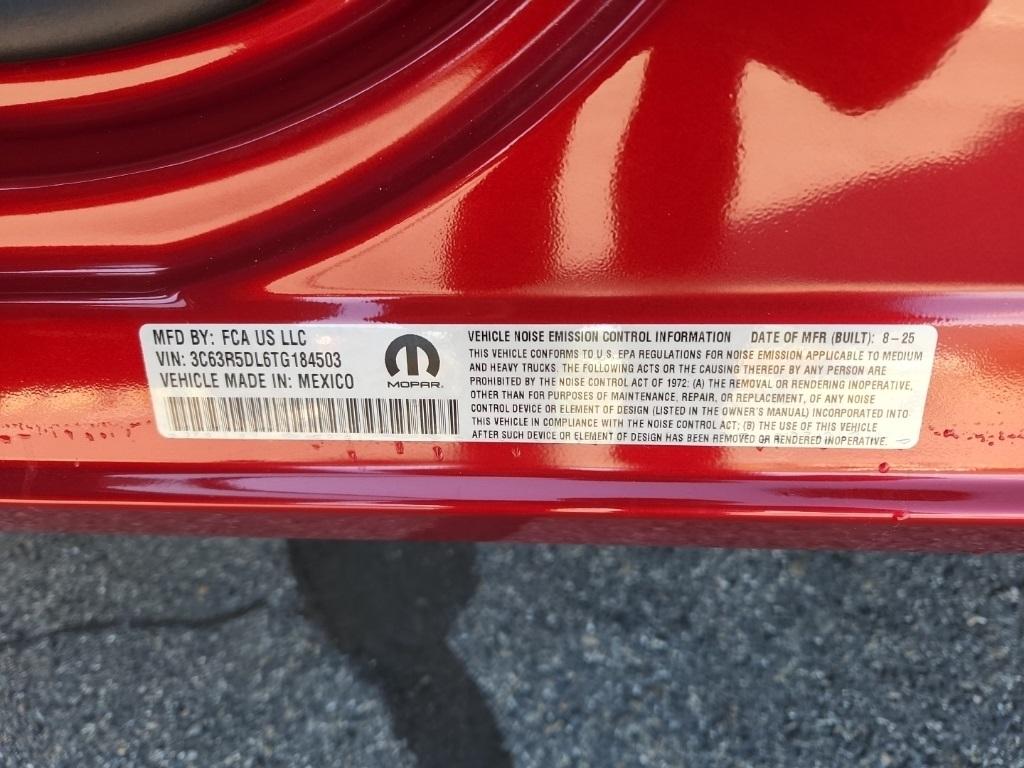 MFD BY: FCA US LLC
VIN: 3C63R5DL6TG184503
VEHICLE MADE IN: MEXICO
MOPAR.
VEHICLE NOISE EMISSION CONTROL INFORMATION DATE OF MFR (BUILT): 8-25
THIS VEHICLE CONFORMS TO U.S. EPA REGULATIONS FOR NOISE EMISSION APPLICABLE TO MEDIUM
AND HEAVY TRUCKS. THE FOLLOWING ACTS OR THE CAUSING THEREOF BY ANY PERSON ARE
PROHIBITED BY THE NOISE CONTROL ACT OF 1972: (A) THE REMOVAL OR RENDERING INOPERATIVE,
OTHER THAN FOR PURPOSES OF MAINTENANCE, REPAIR, OR REPLACEMENT, OF ANY NOISE
CONTROL DEVICE OR ELEMENT OF DESIGN (LISTED IN THE OWNER'S MANUAL) INCORPORATED INTO
THIS VEHICLE IN COMPLIANCE WITH THE NOISE CONTROL ACT; (B) THE USE OF THIS VEHICLE
AFTER SUCH DEVICE OR ELEMENT OF DESIGN HAS BEEN REMOVED OR RENDERED INOPERATIVE.